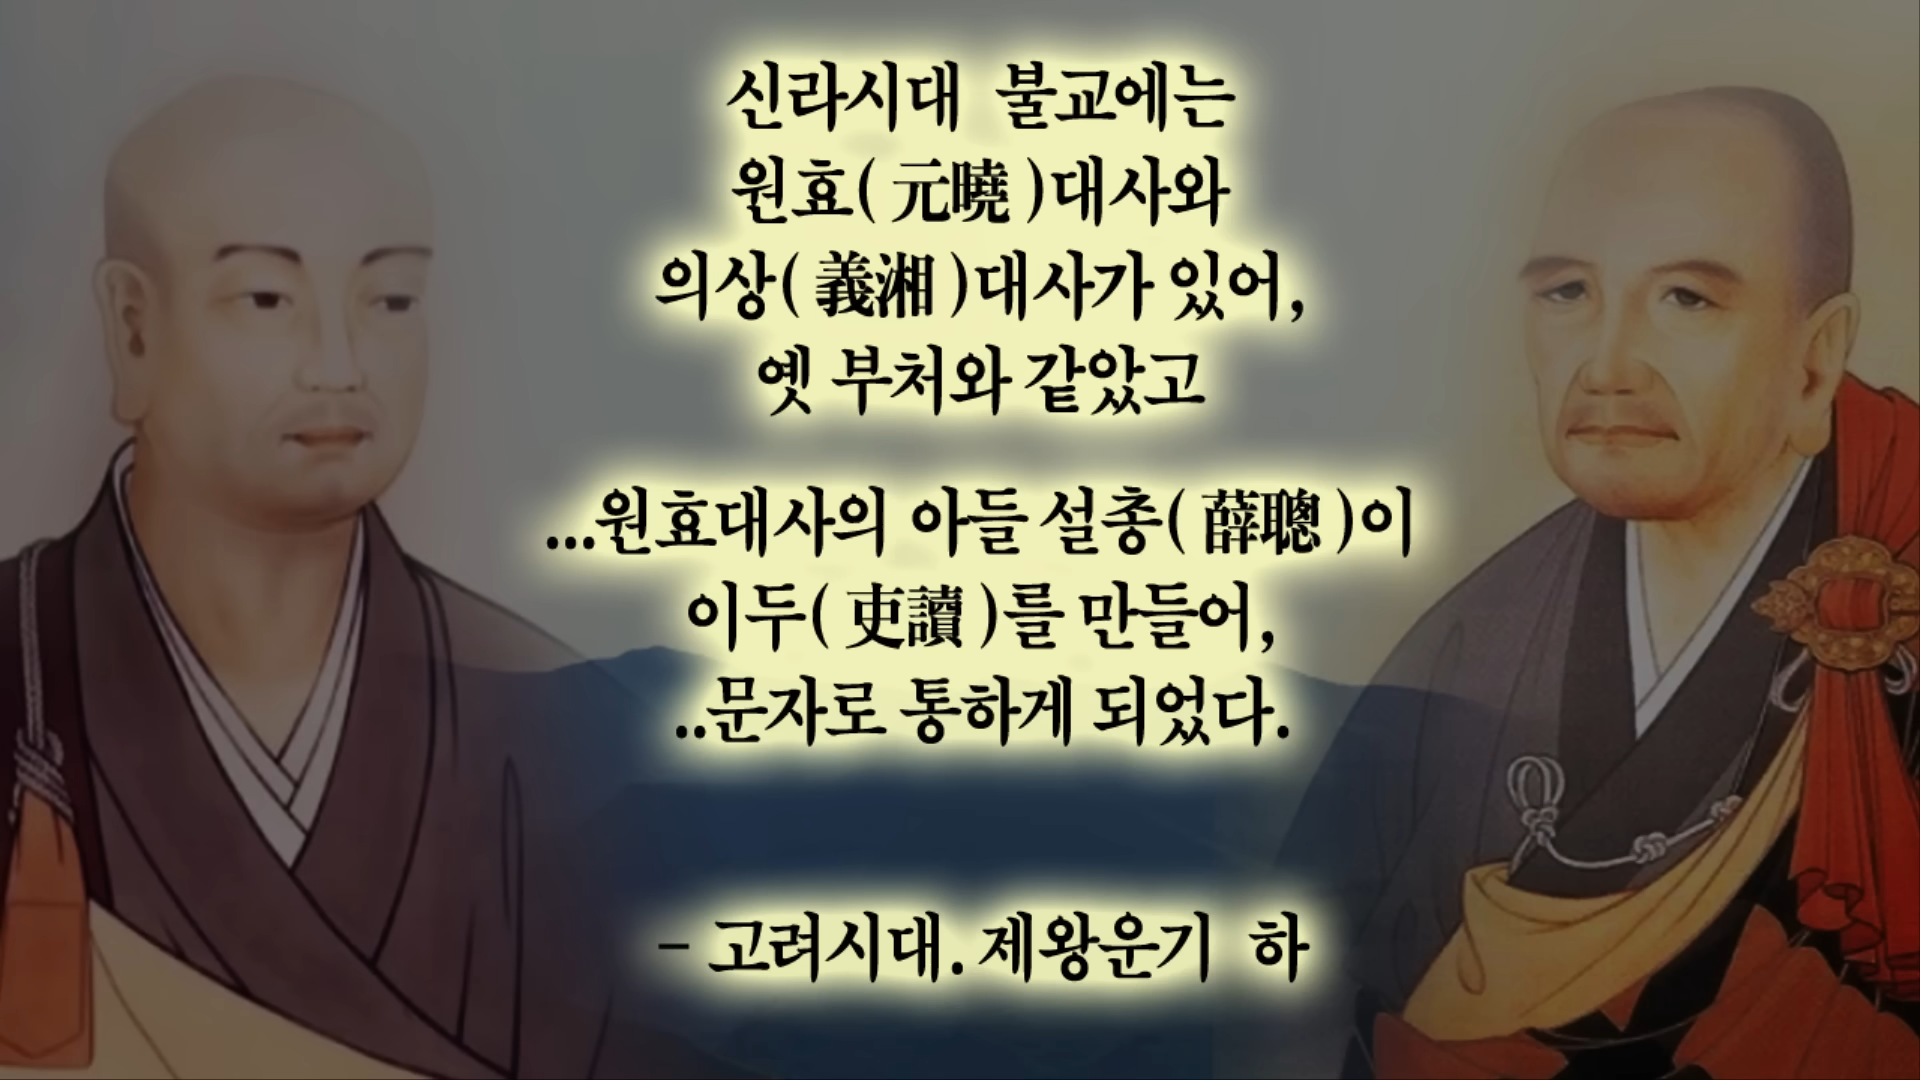 신라시대 불교에는
원효(元曉)대사와
의상(義湘)대사가 있어,
옛 부처와 같았고
...원효대사의 아들 설총(薛聰)이
이두(吏讀)를 만들어,
..문자로 통하게 되었다.
- 고려시대. 제왕운기 하